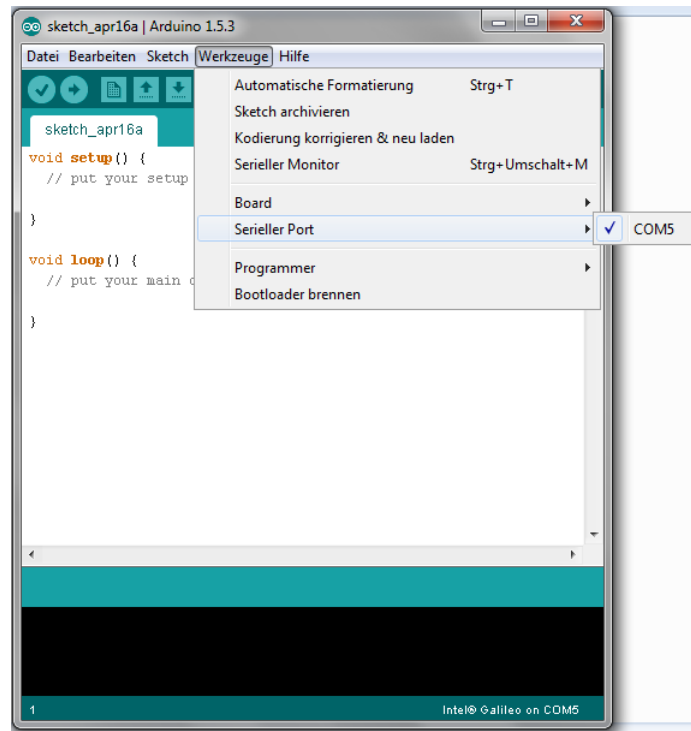 sketch_apr16a | Arduino 1.5.3
Datei Bearbeiten Sketch Werkzeuge Hilfe
Automatische Formatierung Strg+T
Sketch archivieren
Kodierung korrigieren & neu laden
Serieller Monitor Strg+Umschalt+M
Board
Serieller Port
COM5
Programmer
Bootloader brennen
sketch_apr16a
void setup() {
// put your setup
}
void loop() {
// put your main
}
1 Intel® Galileo on COM5